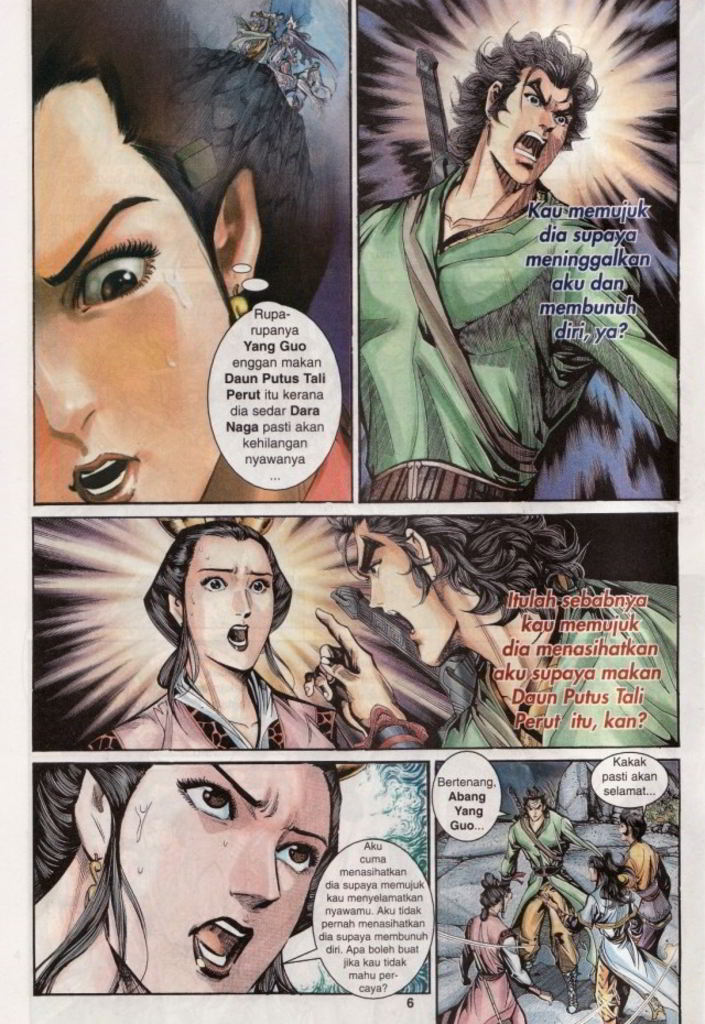 Rupa-
rupanya
Yang Guo
enggan makan
Daun Putus Tali
Perut itu kerana
dia sedar Dara
Naga pasti akan
kehilangan
nyawanya
...
Kau memujuk
dia supaya
meninggalkan
aku dan
membunuh
diri, ya?
Itulah sebabnya
kau memujuk
dia menasihatkan
aku supaya makan
Daun Putus Tali
Perut itu, kan?
Aku
cuma
menasihatkan
dia supaya memujuk
kau menyelamatkan
nyawamu. Aku tidak
pernah menasihatkan
dia supaya membunuh
diri. Apa boleh buat
jika kau tidak
mahu per-
caya?
Bertenang,
Abang
Yang
Guo...
Kakak
pasti akan
selamat...
6